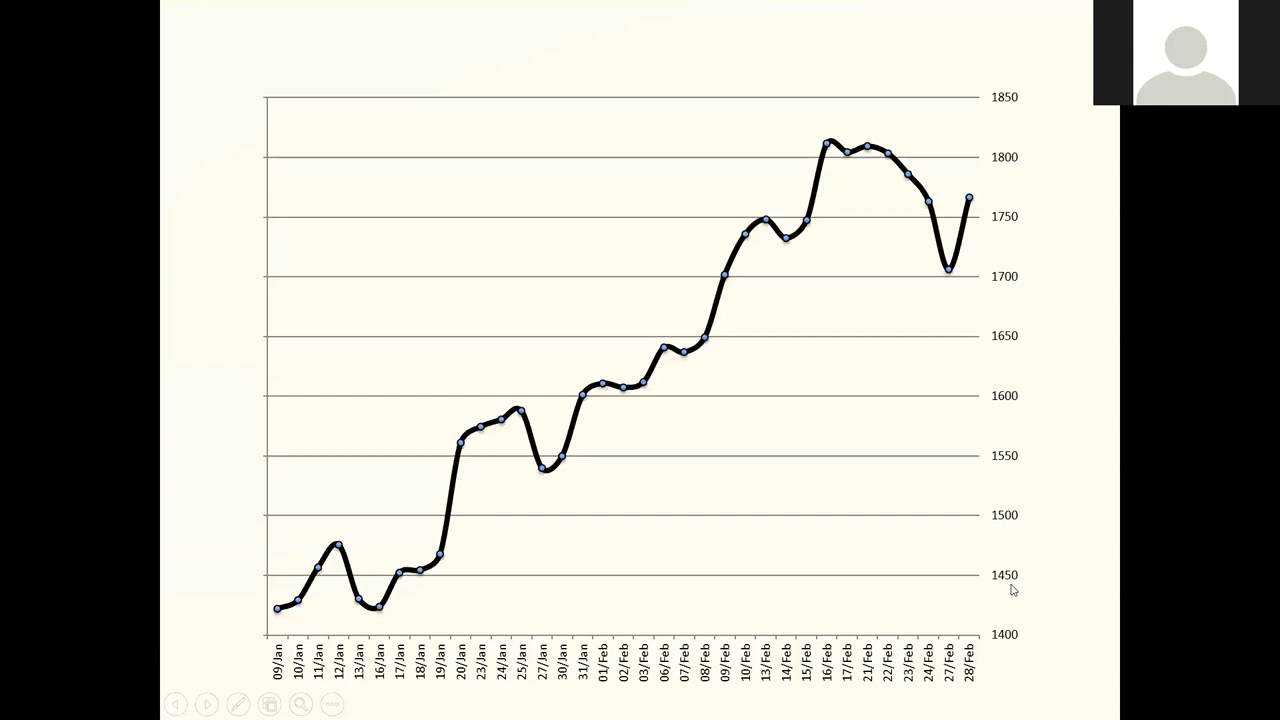 1850
1800
1750
1700
1650
1600
1550
1500
1450
1400
09/Jan
10/Jan
11/Jan
12/Jan
13/Jan
16/Jan
17/Jan
18/Jan
19/Jan
20/Jan
23/Jan
24/Jan
25/Jan
27/Jan
30/Jan
31/Jan
01/Feb
02/Feb
03/Feb
06/Feb
07/Feb
08/Feb
09/Feb
10/Feb
13/Feb
14/Feb
15/Feb
16/Feb
17/Feb
21/Feb
22/Feb
23/Feb
24/Feb
27/Feb
28/Feb